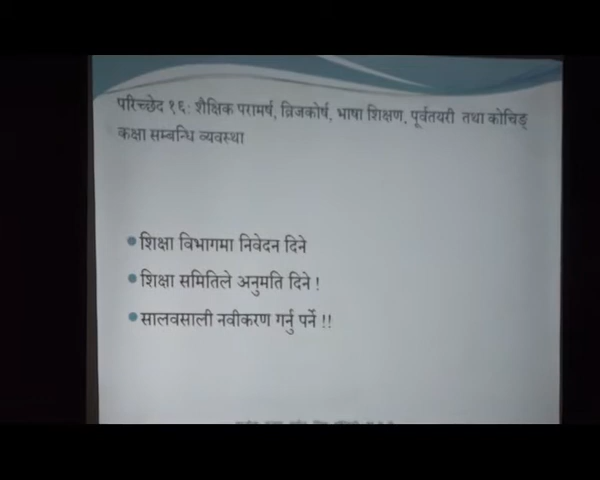 परिच्छेद १६: शैक्षिक परामर्ष, व्रिजकोर्ष, भाषा शिक्षण, पूर्वतयरी तथा कोचिङ्
कक्षा सम्बन्धि व्यवस्था
शिक्षा विभागमा निवेदन दिने
शिक्षा समितिले अनुमति दिने !
सालवसाली नवीकरण गर्नु पर्ने !!